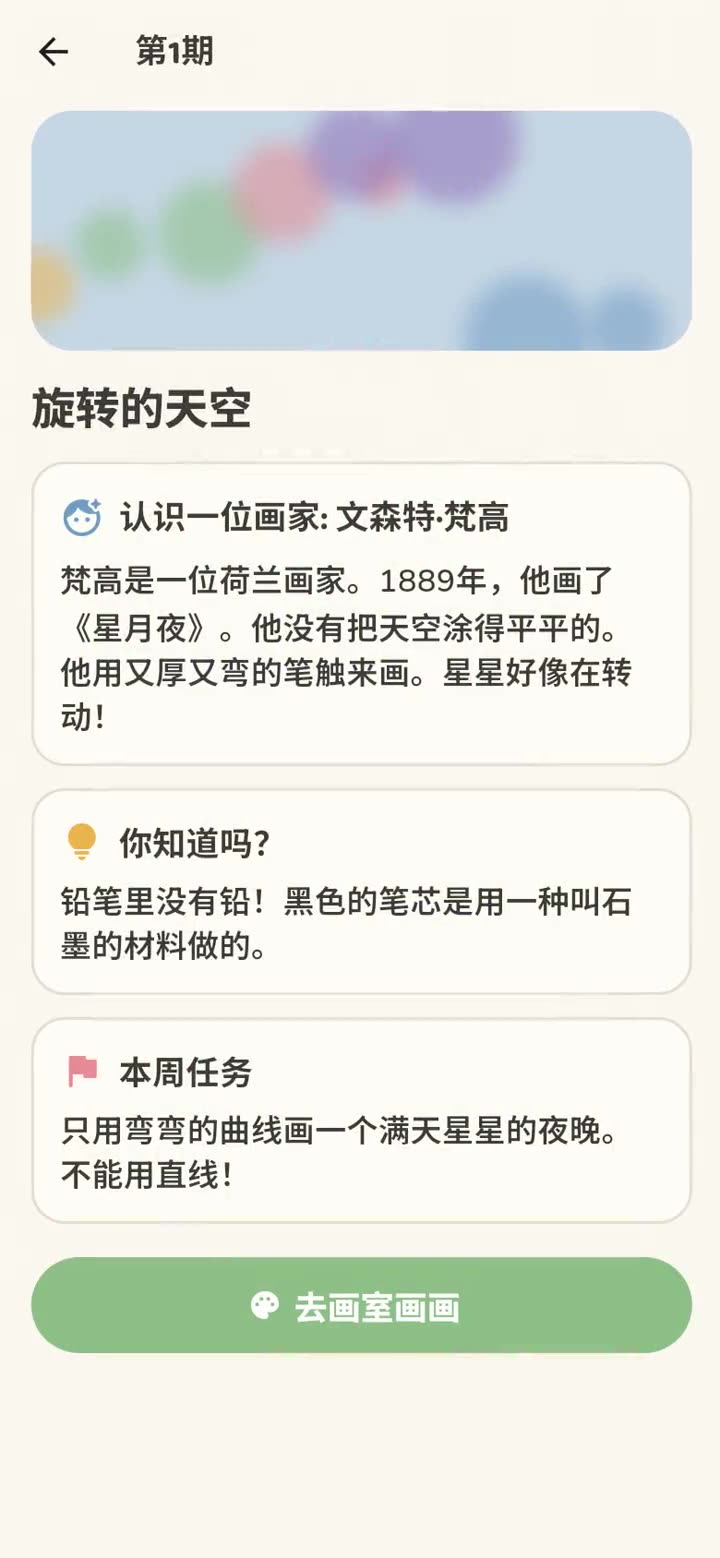 第1期
旋转的天空
认识一位画家: 文森特·梵高
梵高是一位荷兰画家。1889年，他画了
《星月夜》。他没有把天空涂得平平的。
他用又厚又弯的笔触来画。星星好像在转
动！
你知道吗？
铅笔里没有铅！黑色的笔芯是用一种叫石
墨的材料做的。
本周任务
只用弯弯的曲线画一个满天星星的夜晚。
不能用直线！
去画室画画